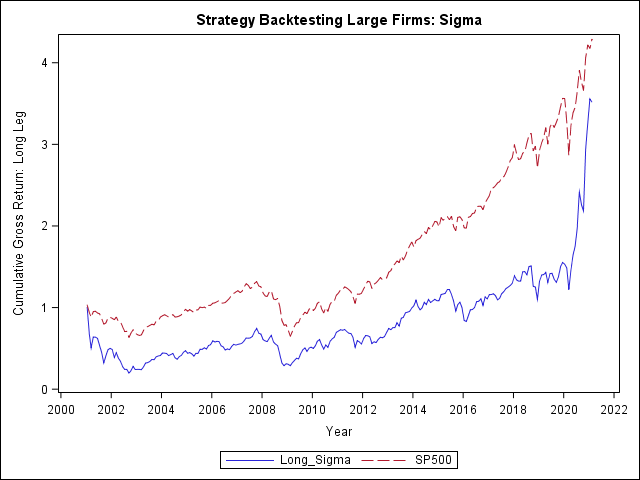 Strategy Backtesting Large Firms: Sigma
Cumulative Gross Return: Long Leg
4
3
2
1
0
2000 2002 2004 2006 2008 2010 2012 2014 2016 2018 2020 2022
Year
Long_Sigma SP500